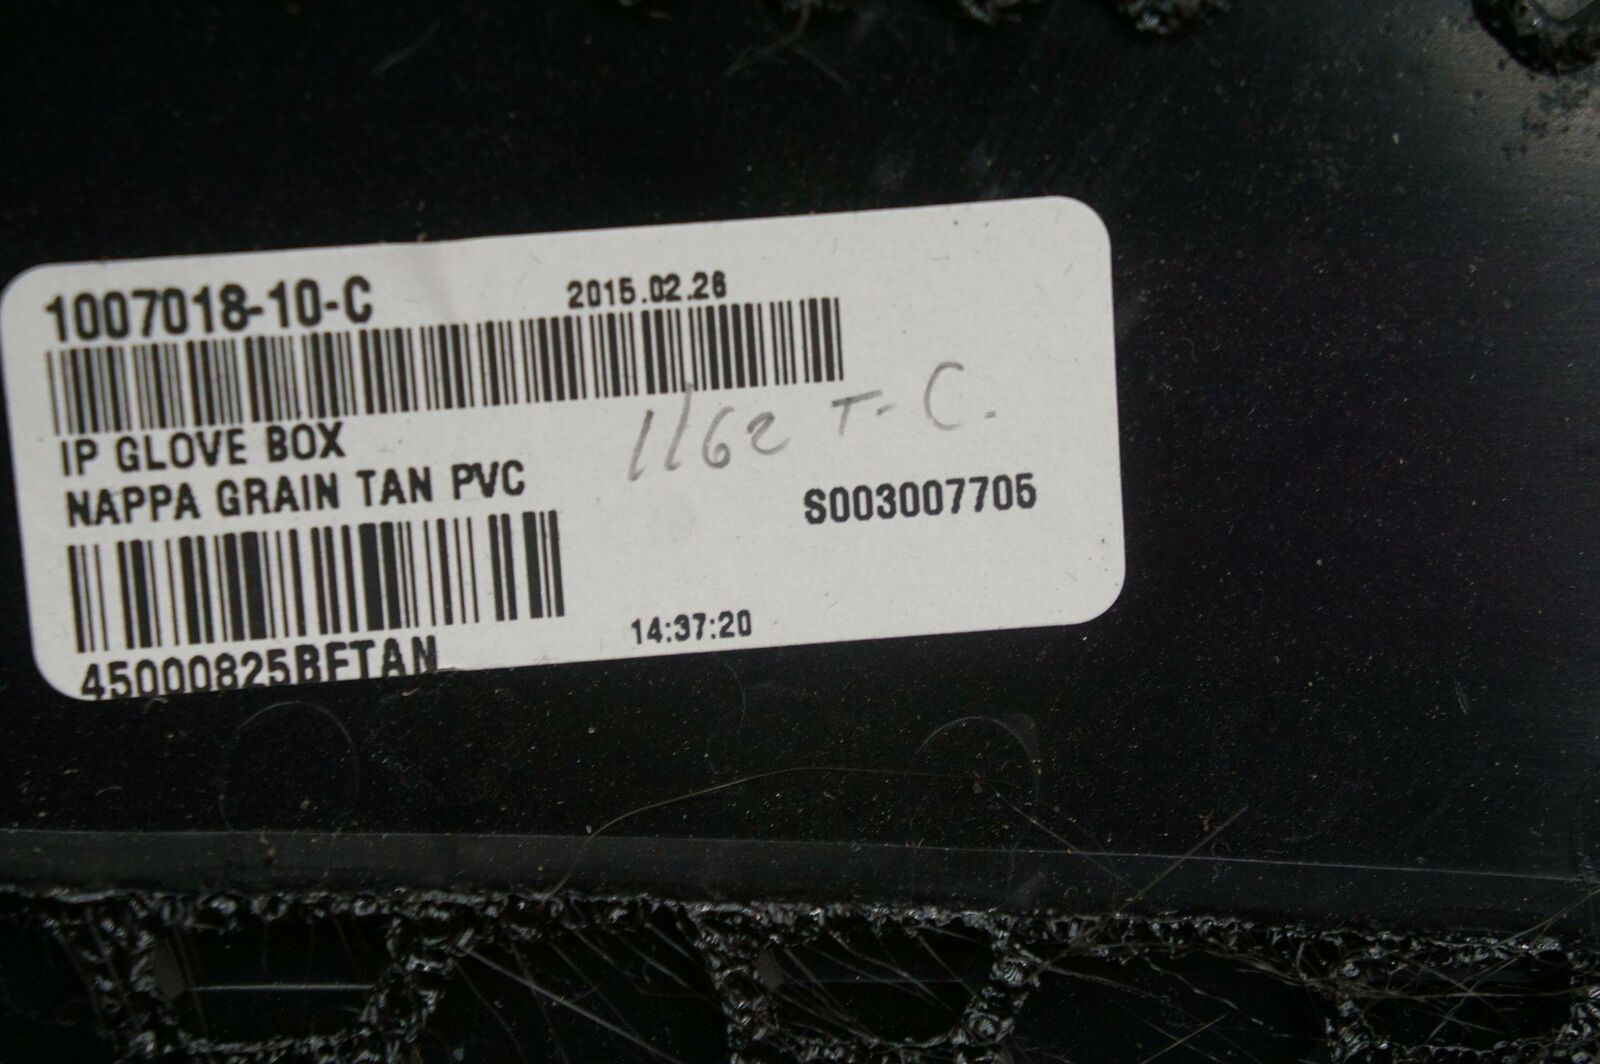 1007018-10-C 2015.02.26
IP GLOVE BOX
NAPPA GRAIN TAN PVC
1162 T-C.
S003007705
14:37:20
45000825BFTAN